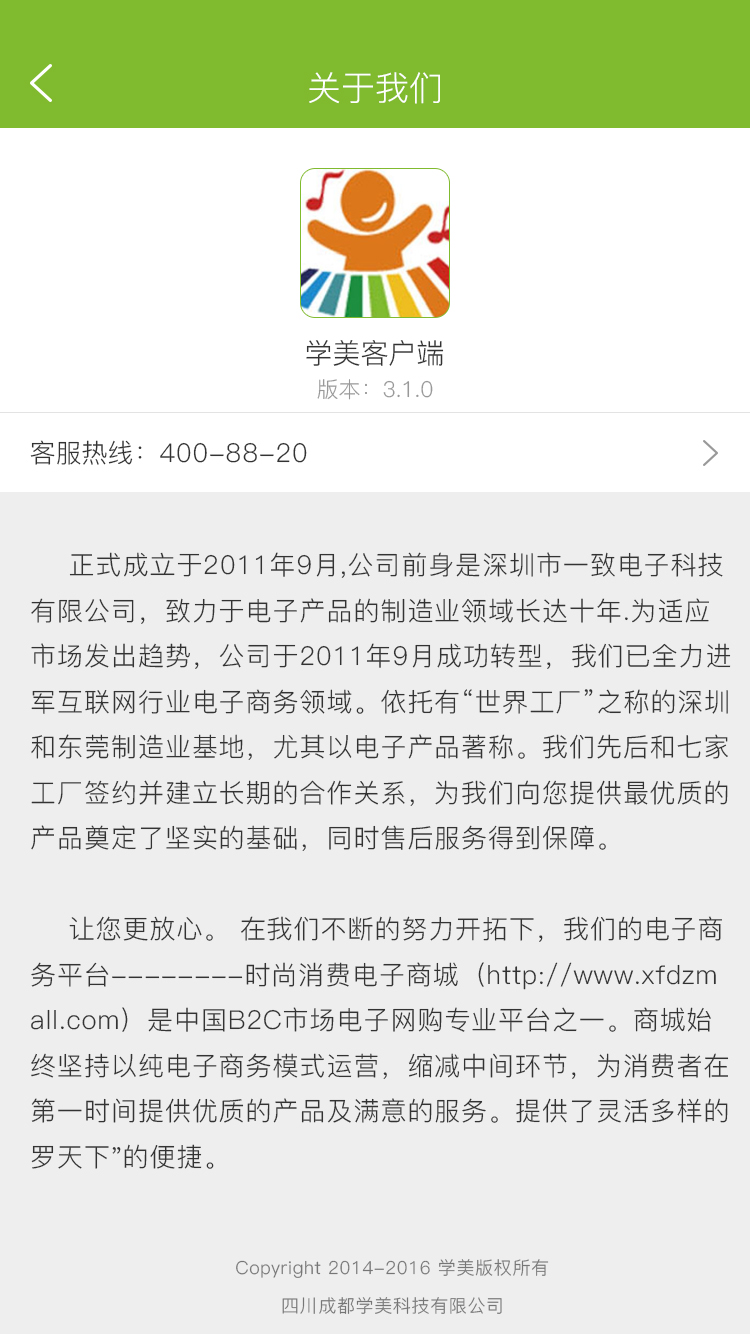 关于我们
学美客户端
版本：3.1.0
客服热线：400-88-20
正式成立于2011年9月,公司前身是深圳市一致电子科技
有限公司，致力于电子产品的制造业领域长达十年.为适应
市场发出趋势，公司于2011年9月成功转型，我们已全力进
军互联网行业电子商务领域。依托有“世界工厂”之称的深圳
和东莞制造业基地，尤其以电子产品著称。我们先后和七家
工厂签约并建立长期的合作关系，为我们向您提供最优质的
产品奠定了坚实的基础，同时售后服务得到保障。
让您更放心。 在我们不断的努力开拓下，我们的电子商
务平台--------时尚消费电子商城（http://www.xfdzm
all.com）是中国B2C市场电子网购专业平台之一。商城始
终坚持以纯电子商务模式运营，缩减中间环节，为消费者在
第一时间提供优质的产品及满意的服务。提供了灵活多样的
罗天下”的便捷。
Copyright 2014-2016 学美版权所有
四川成都学美科技有限公司